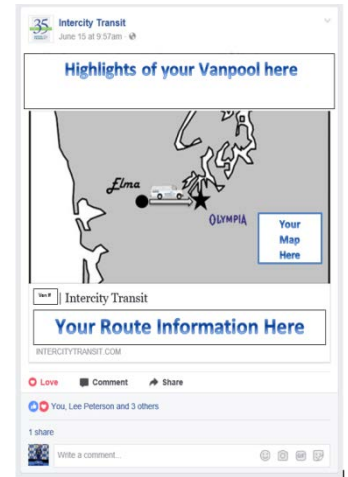 35
Intercity Transit
June 15 at 9:57am ·
Highlights of your Vanpool here
Elma
OLYMPIA
Your
Map
Here
| Intercity Transit
Your Route Information Here
INTERCITYTRANSIT.COM
Love Comment Share
You, Lee Peterson and 3 others
1 share
Write a comment...